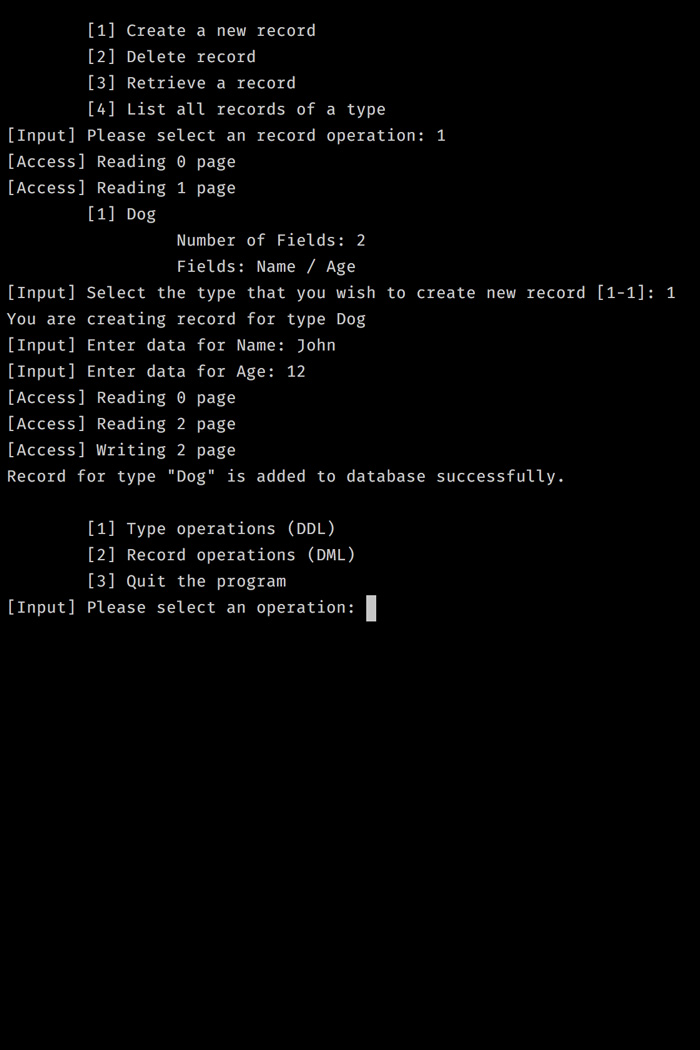 [1] Create a new record
[2] Delete record
[3] Retrieve a record
[4] List all records of a type
[Input] Please select an record operation: 1
[Access] Reading 0 page
[Access] Reading 1 page
[1] Dog
Number of Fields: 2
Fields: Name / Age
[Input] Select the type that you wish to create new record [1-1]: 1
You are creating record for type Dog
[Input] Enter data for Name: John
[Input] Enter data for Age: 12
[Access] Reading 0 page
[Access] Reading 2 page
[Access] Writing 2 page
Record for type "Dog" is added to database successfully.
[1] Type operations (DDL)
[2] Record operations (DML)
[3] Quit the program
[Input] Please select an operation: